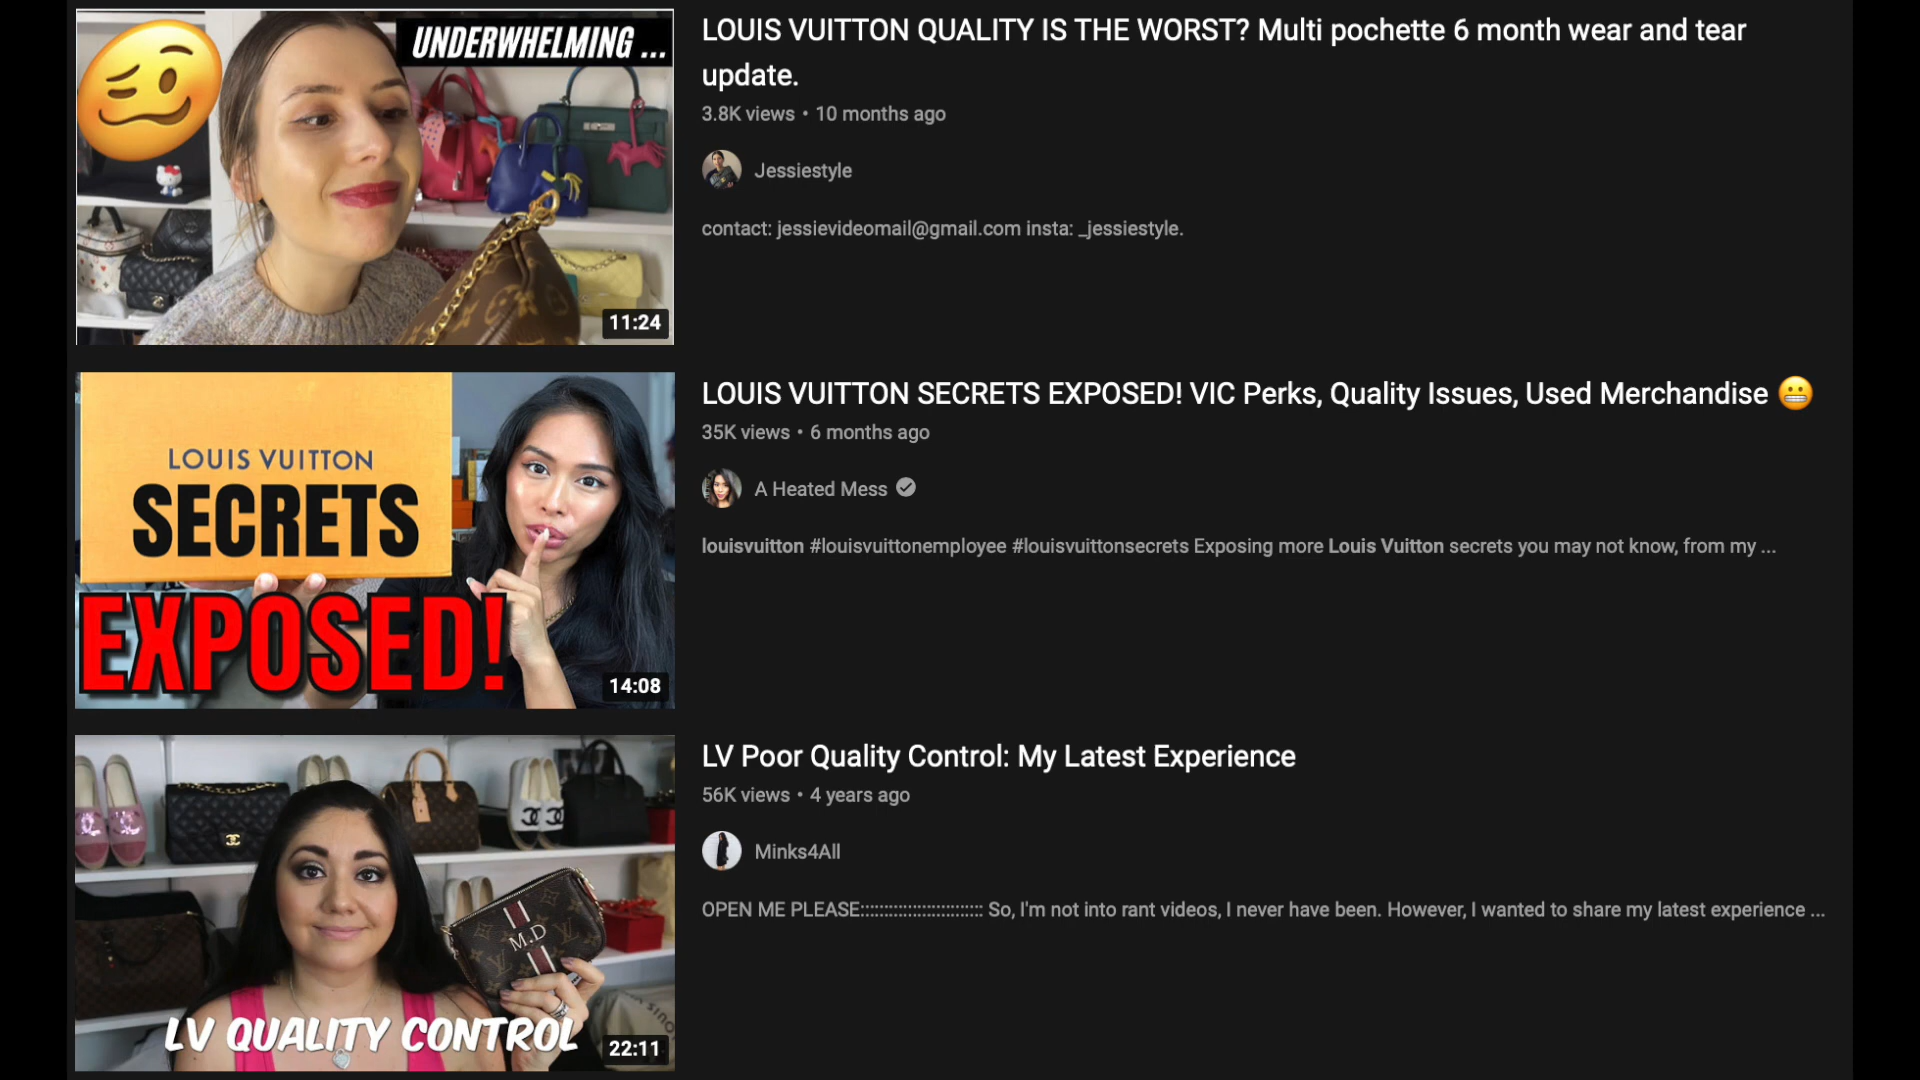 UNDERWHELMING ...
11:24
LOUIS VUITTON QUALITY IS THE WORST? Multi pochette 6 month wear and tear
update.
3.8K views • 10 months ago
Jessiestyle
contact: jessievideomail@gmail.com insta: _jessiestyle.
LOUIS VUITTON
SECRETS
EXPOSED!
14:08
LOUIS VUITTON SECRETS EXPOSED! VIC Perks, Quality Issues, Used Merchandise 😬
35K views • 6 months ago
A Heated Mess
louisvuitton #louisvuittonemployee #louisvuittonsecrets Exposing more Louis Vuitton secrets you may not know, from my ...
M.D
LV QUALITY CONTROL
22:11
LV Poor Quality Control: My Latest Experience
56K views • 4 years ago
Minks4All
OPEN ME PLEASE:::::::::::::::::::::::::: So, I'm not into rant videos, I never have been. However, I wanted to share my latest experience ...